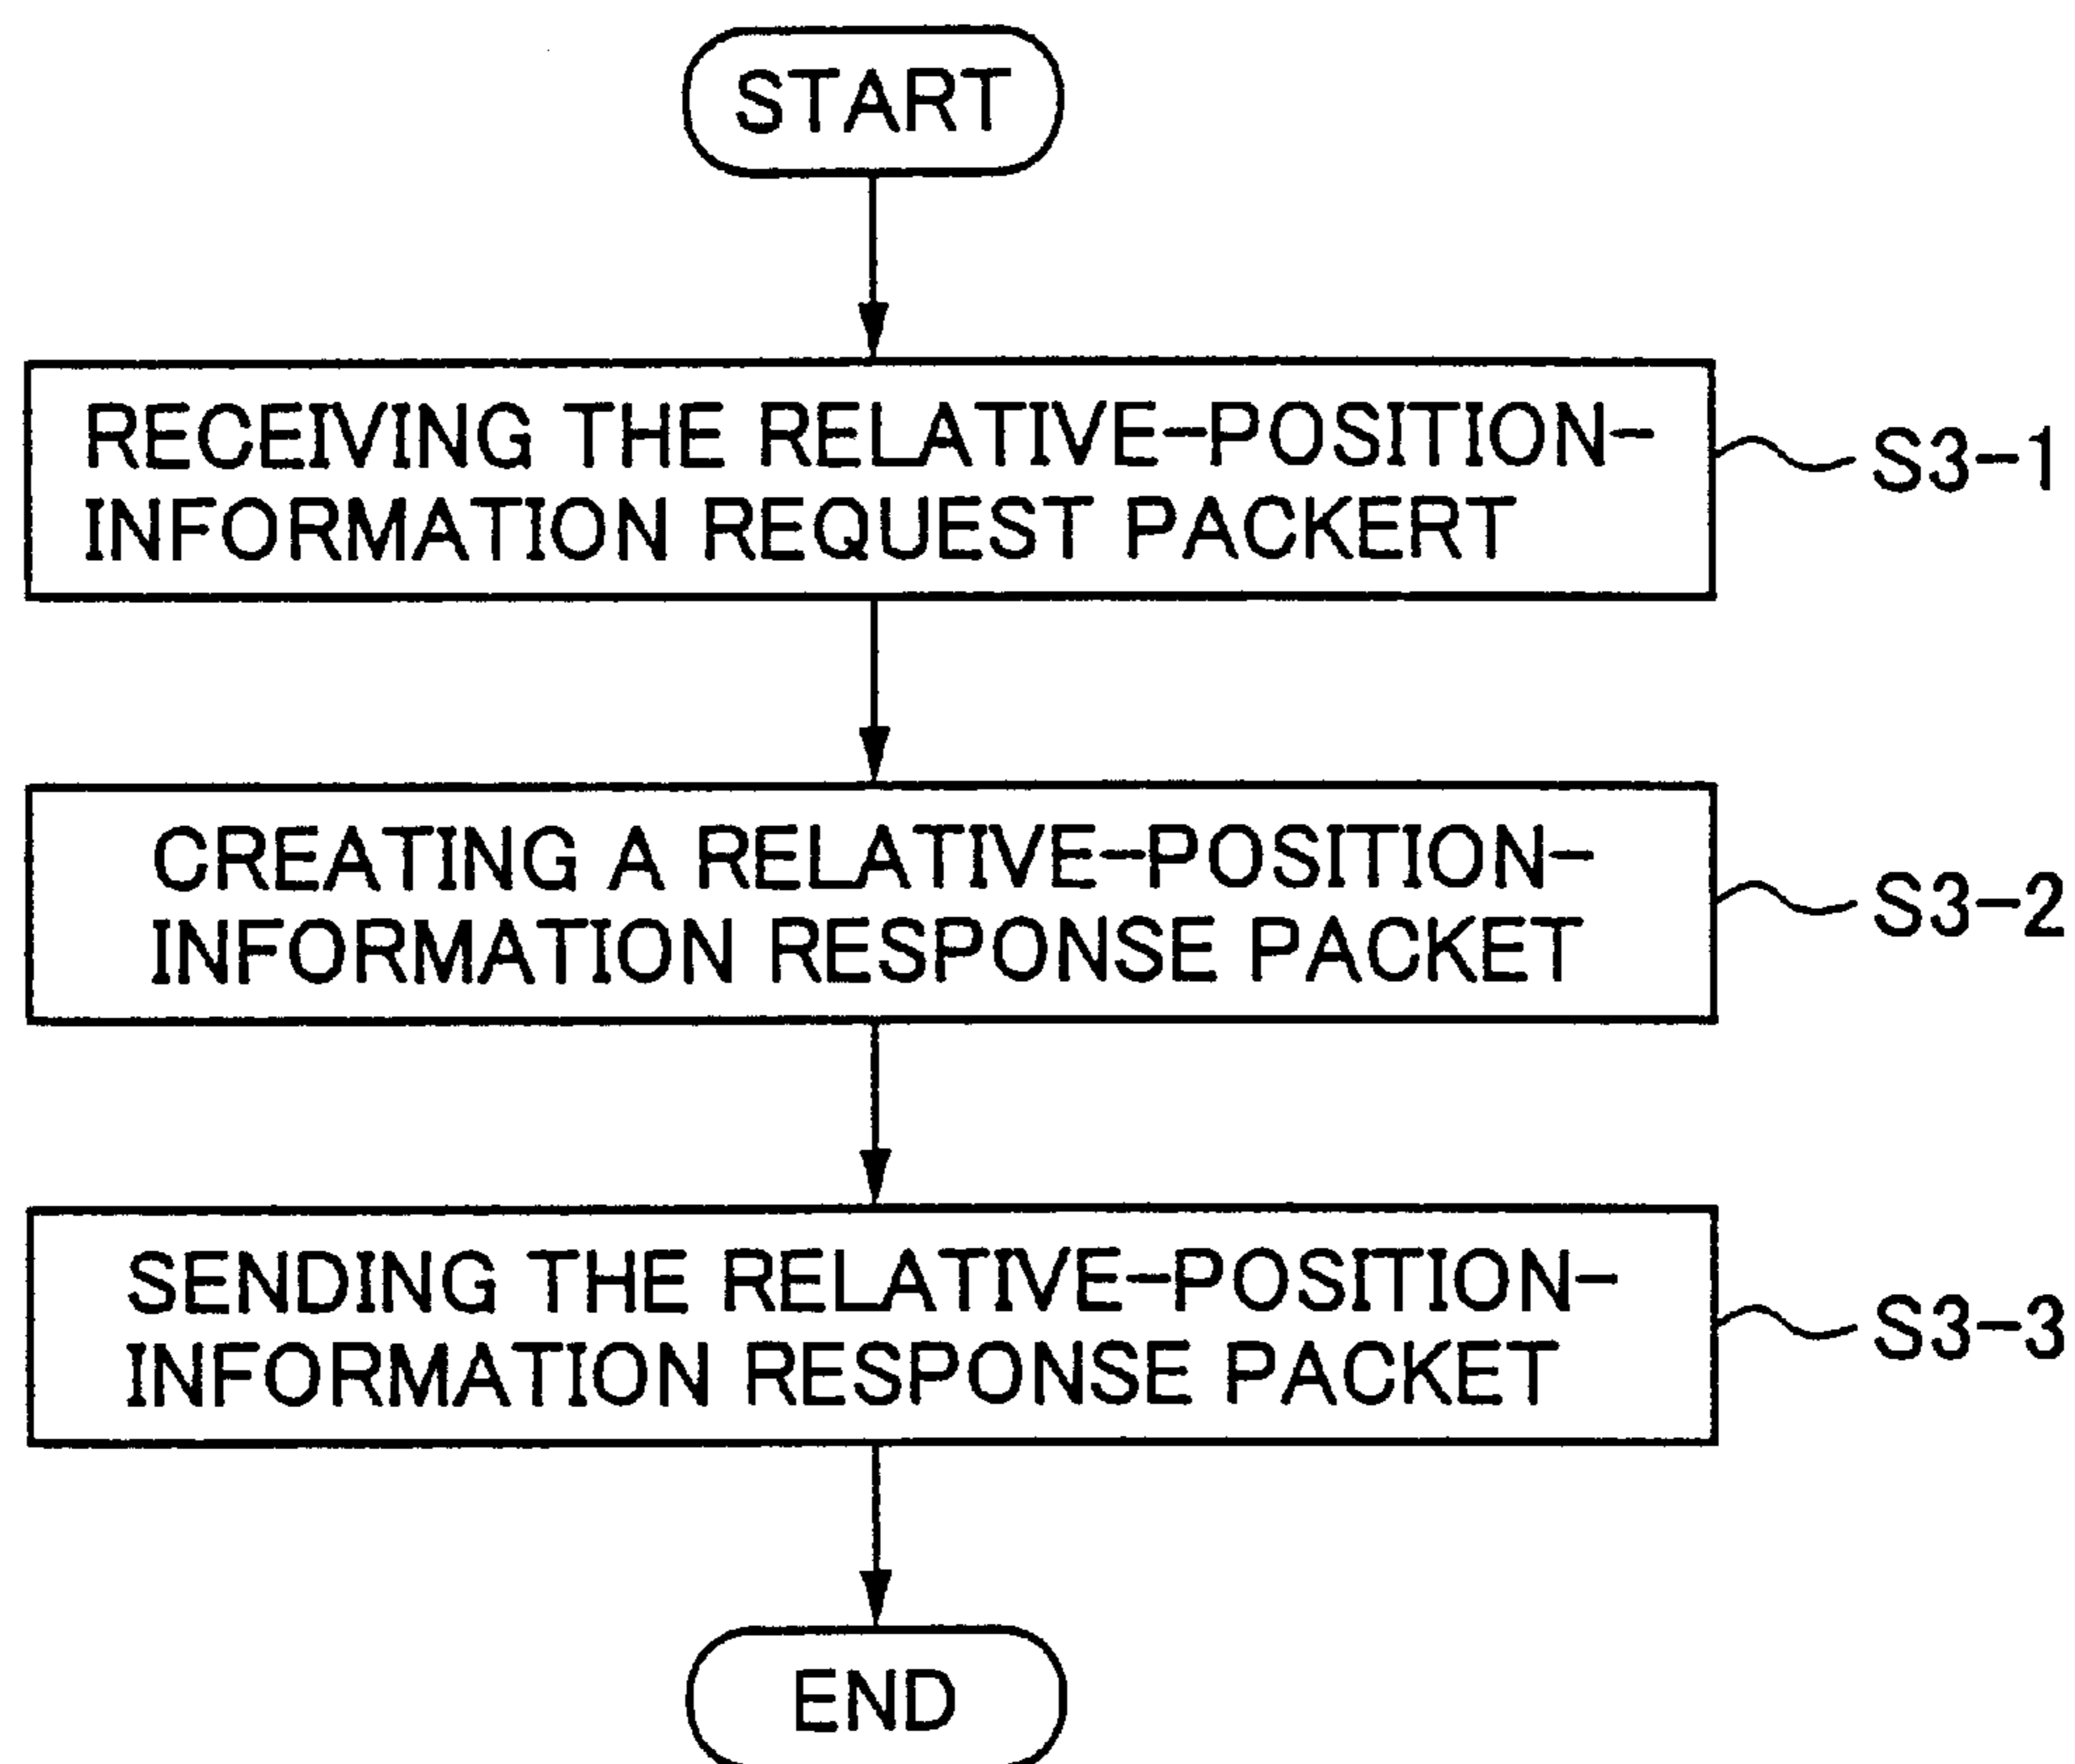 START
RECEIVING THE RELATIVE-POSITION-
INFORMATION REQUEST PACKERT
S3-1
CREATING A RELATIVE-POSITION-
INFORMATION RESPONSE PACKET
S3-2
SENDING THE RELATIVE-POSITION-
INFORMATION RESPONSE PACKET
S3-3
END